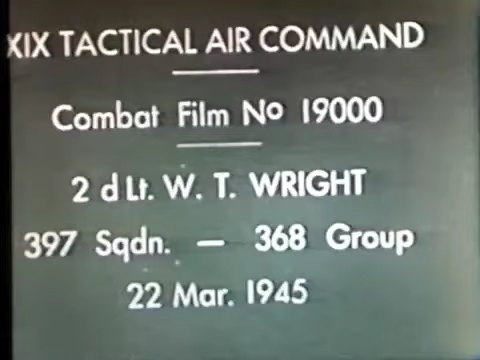 XIX TACTICAL AIR COMMAND
Combat Film No 19000
2 d Lt. W. T. WRIGHT
397 Sqdn. — 368 Group
22 Mar. 1945